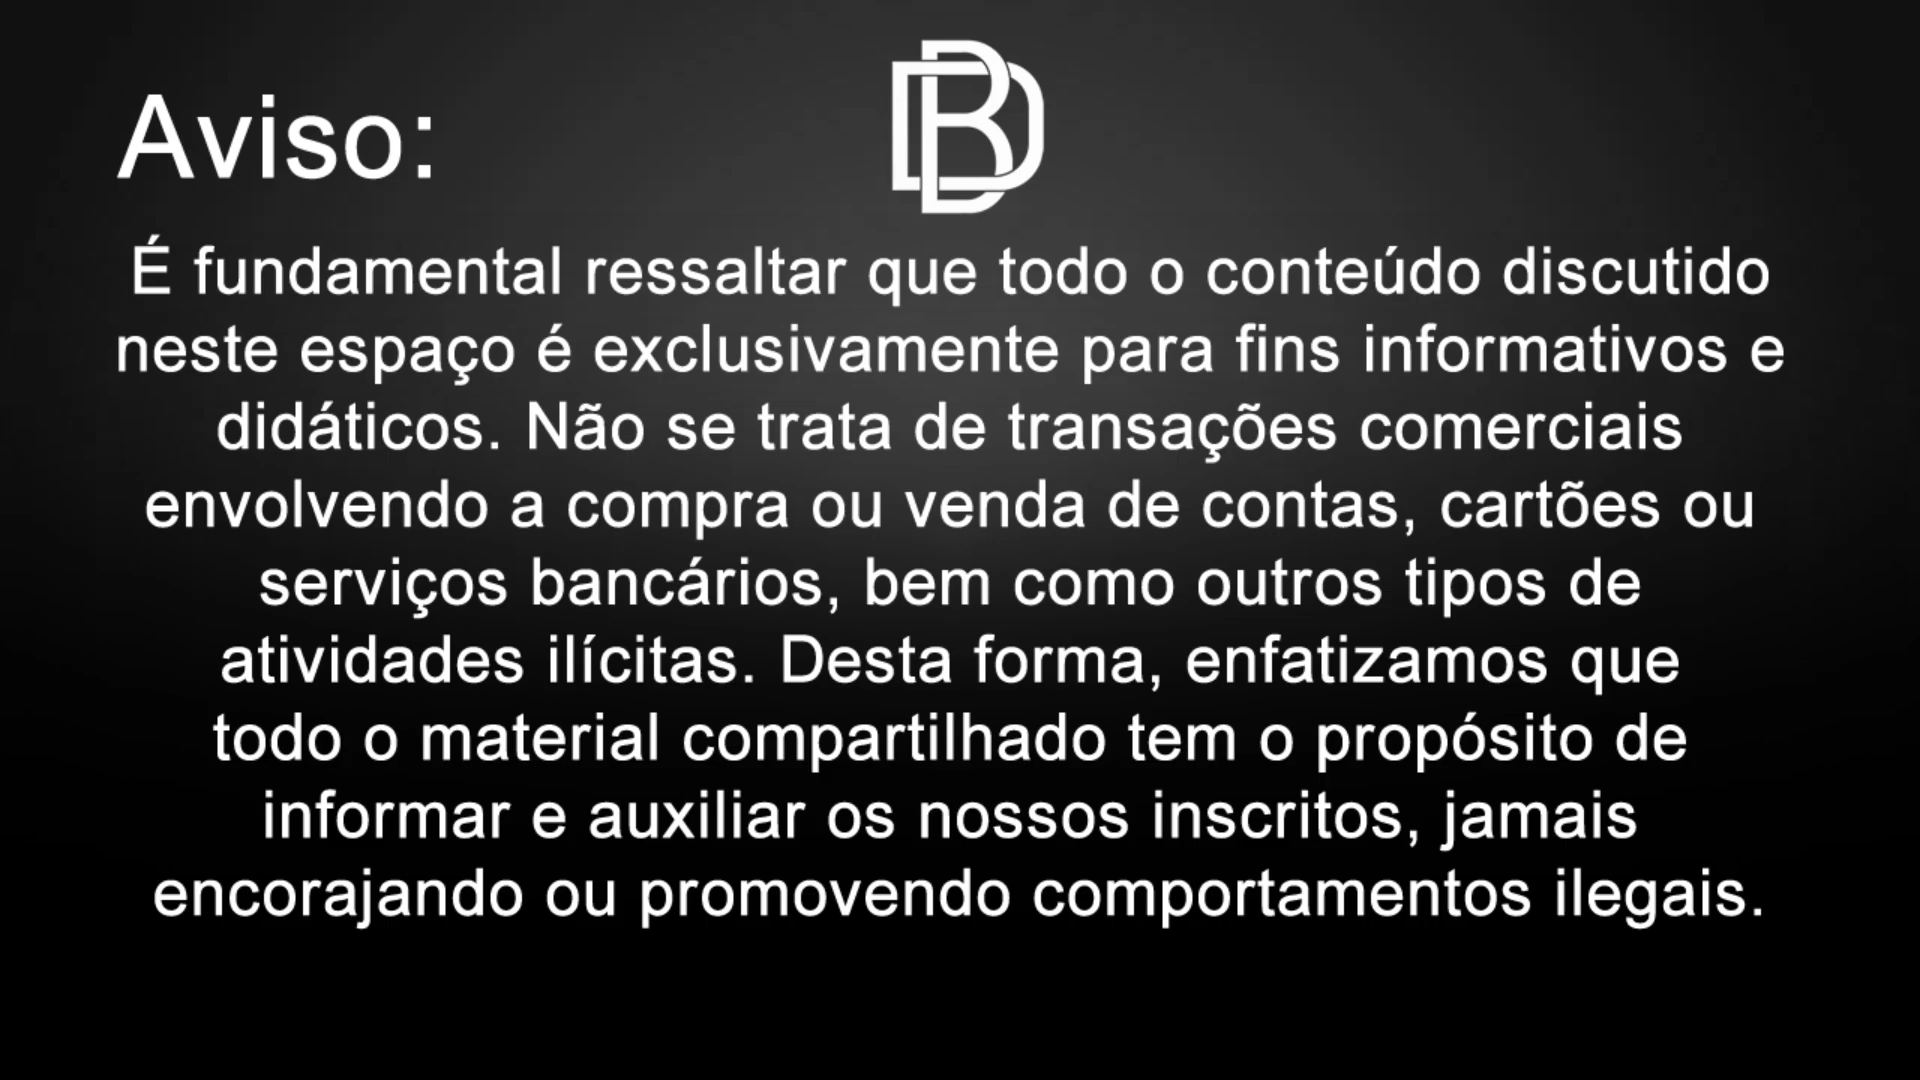 Aviso:
É fundamental ressaltar que todo o conteúdo discutido
neste espaço é exclusivamente para fins informativos e
didáticos. Não se trata de transações comerciais
envolvendo a compra ou venda de contas, cartões ou
serviços bancários, bem como outros tipos de
atividades ilícitas. Desta forma, enfatizamos que
todo o material compartilhado tem o propósito de
informar e auxiliar os nossos inscritos, jamais
encorajando ou promovendo comportamentos ilegais.